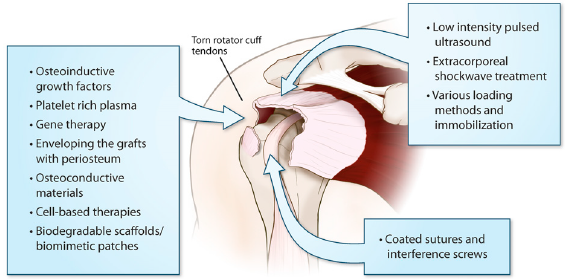 Torn rotator cuff
tendons
• Osteoinductive
growth factors
• Platelet rich plasma
• Gene therapy
• Enveloping the grafts
with periosteum
• Osteoconductive
materials
• Cell-based therapies
• Biodegradable scaffolds/
biomimetic patches
• Low intensity pulsed
ultrasound
• Extracorporeal
shockwave treatment
• Various loading
methods and
immobilization
• Coated sutures and
interference screws